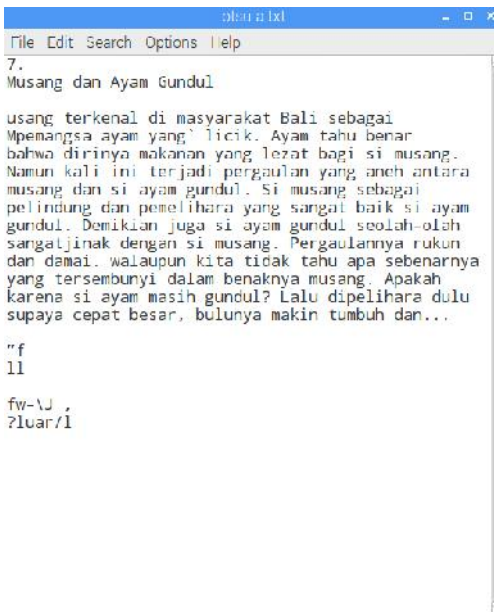 File Edit Search Options Help
7.
Musang dan Ayam Gundul
usang terkenal di masyarakat Bali sebagai
Mpemangsa ayam yang` licik. Ayam tahu benar
bahwa dirinya makanan yang lezat bagi si musang.
Namun kali ini terjadi pergaulan yang aneh antara
musang dan si ayam gundul. Si musang sebagai
pelindung dan pemelihara yang sangat baik si ayam
gundul. Demikian juga si ayam gundul seolah-olah
sangatjinak dengan si musang. Pergaulannya rukun
dan damai. walaupun kita tidak tahu apa sebenarnya
yang tersembunyi dalam benaknya musang. Apakah
karena si ayam masih gundul? Lalu dipelihara dulu
supaya cepat besar, bulunya makin tumbuh dan...
"f
ll
fw-\J ,
?luar/l